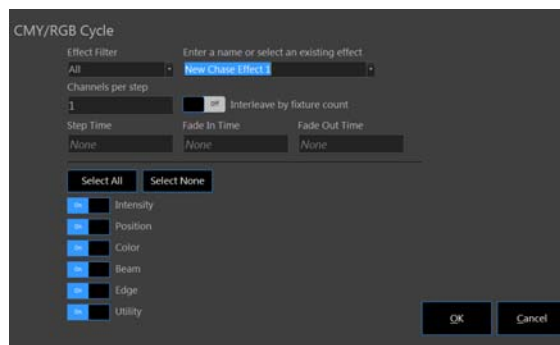 CMY/RGB Cycle
Effect Filter Enter a name or select an existing effect
All New Chase Effect 1
Channels per step
1 Off Interleave by fixture count
Step Time Fade In Time Fade Out Time
None None None
Select All Select None
On Intensity
On Position
On Color
On Beam
On Edge
On Utility
OK Cancel